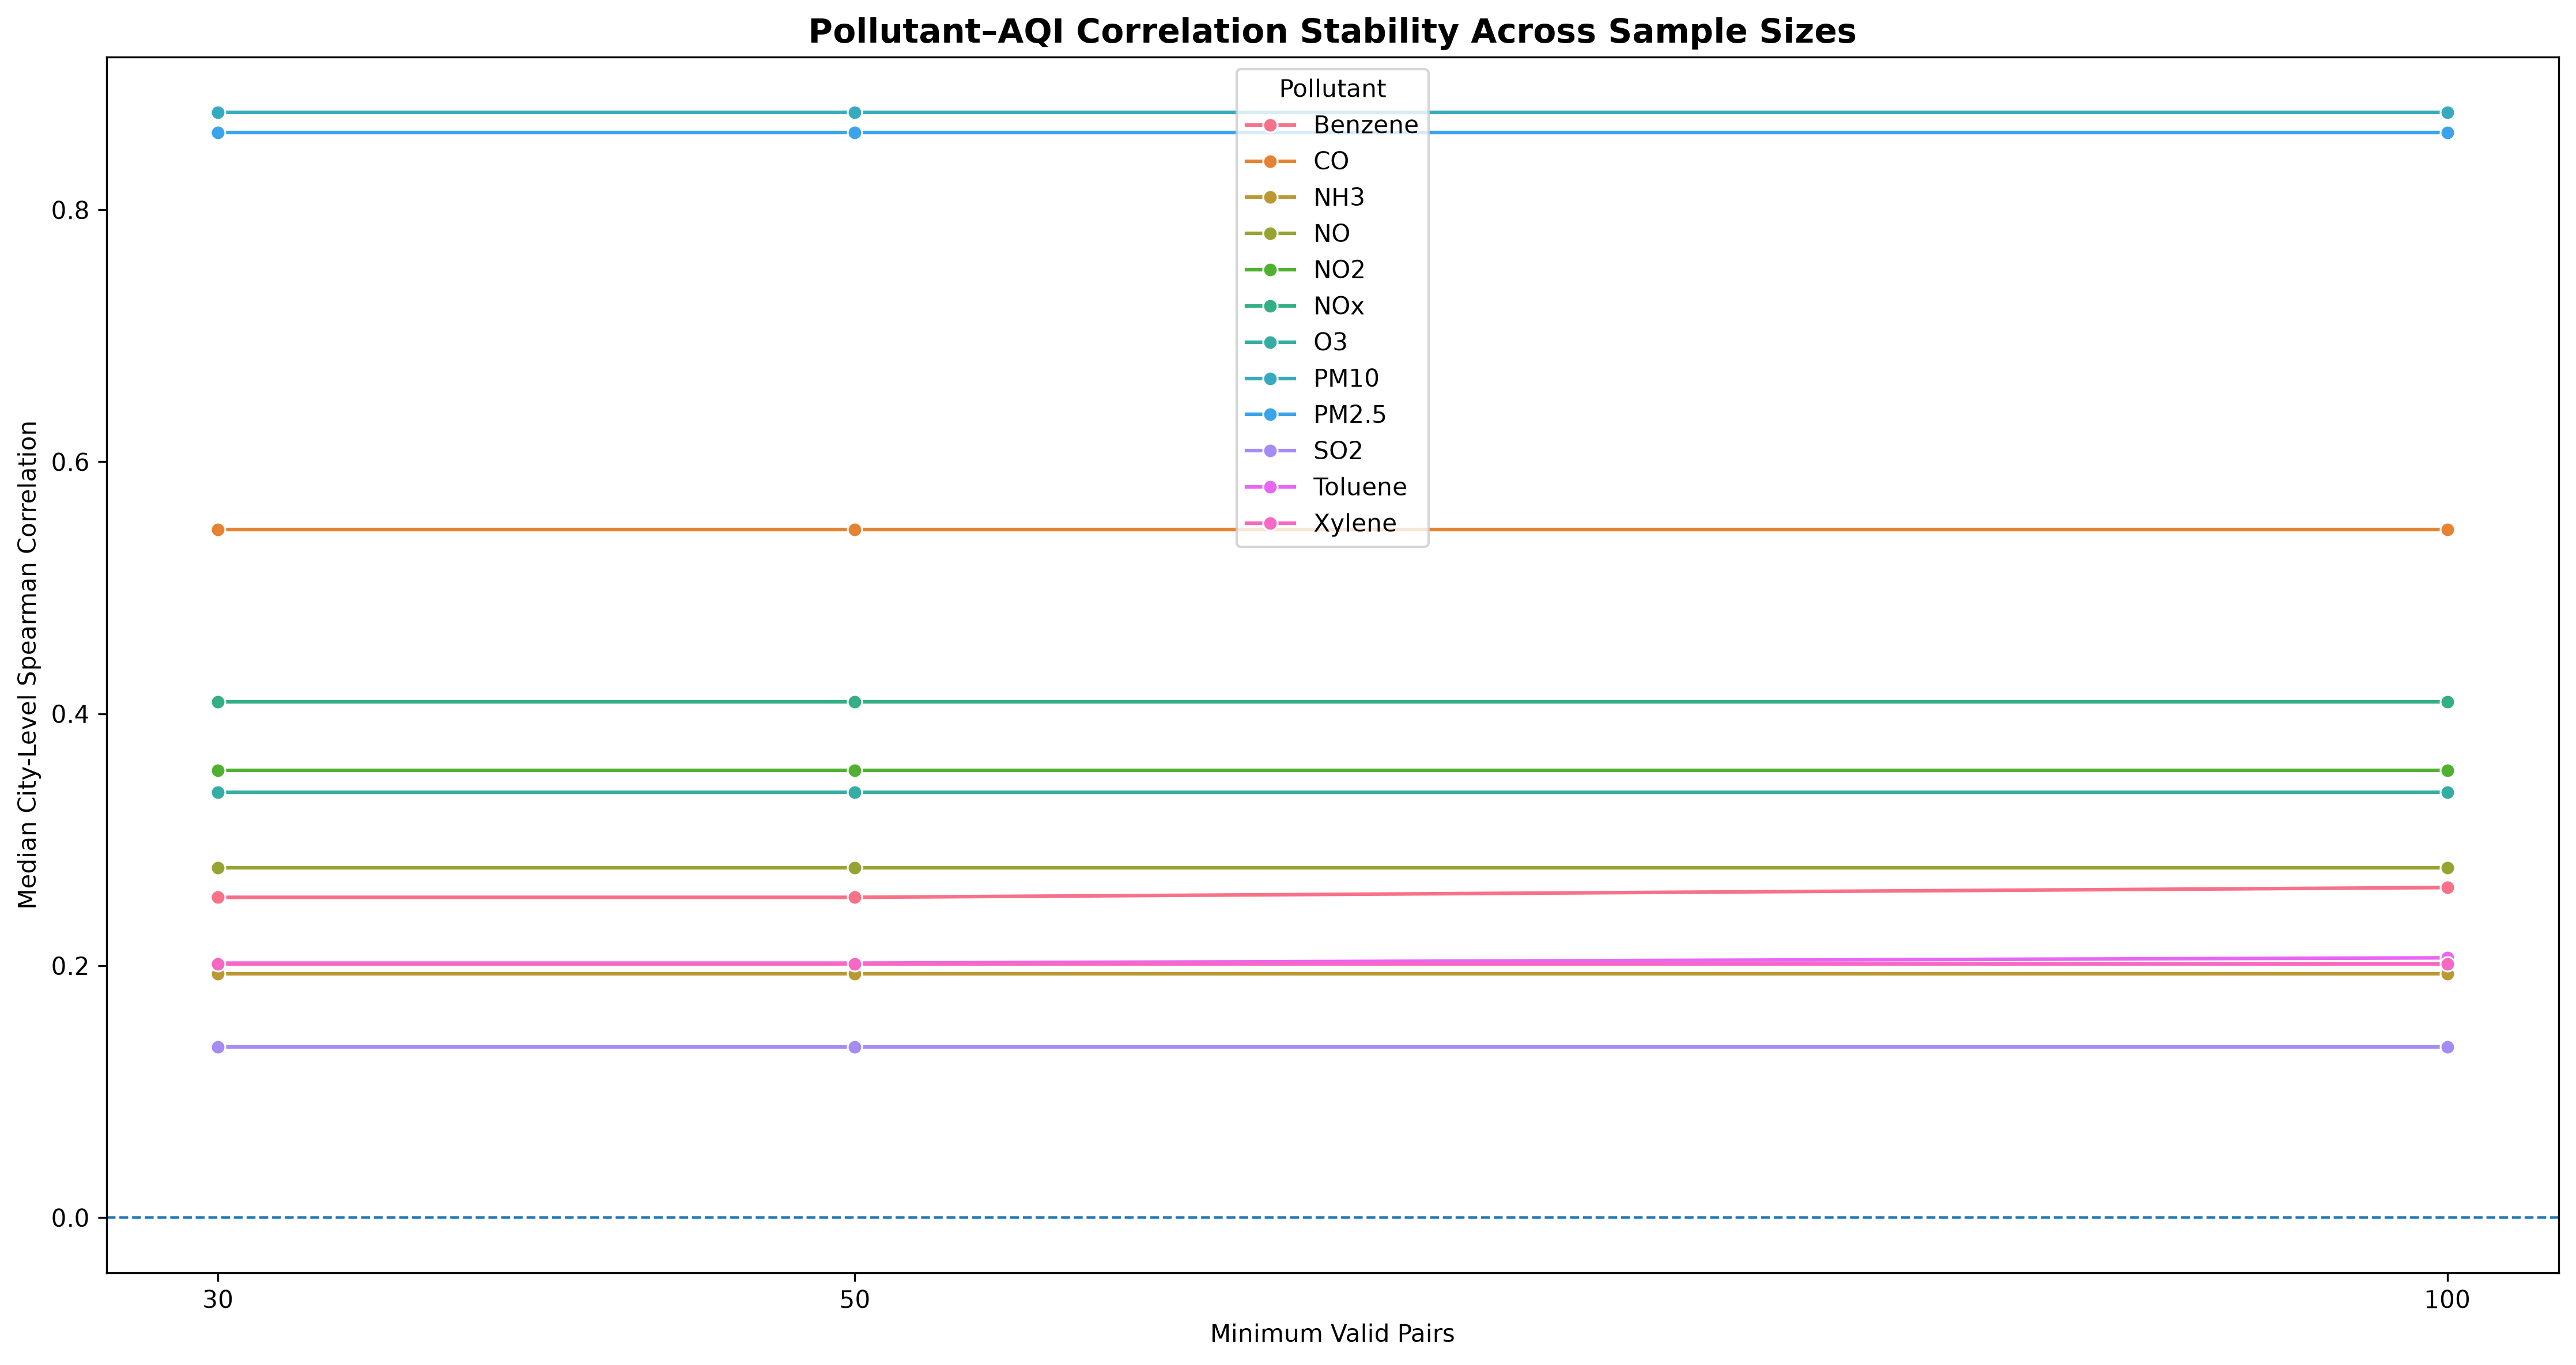 Pollutant–AQI Correlation Stability Across Sample Sizes
Median City-Level Spearman Correlation
0.8
0.6
0.4
0.2
0.0
Pollutant
Benzene
CO
NH3
NO
NO2
NOx
O3
PM10
PM2.5
SO2
Toluene
Xylene
30
50
100
Minimum Valid Pairs